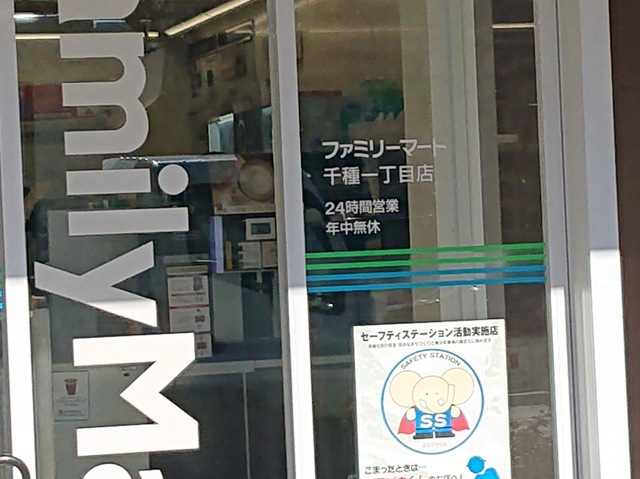 milyMa
ファミリーマート
千種一丁目店
24時間営業
年中無休
セーフティステーション活動実施店
SAFETY STATION
SS
こまったときは…